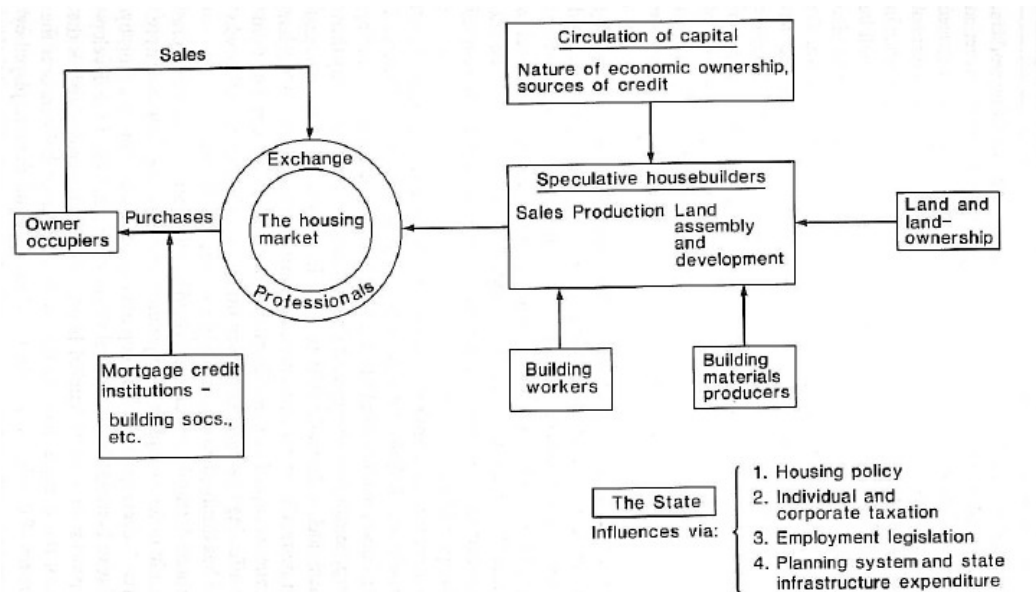 Circulation of capital
Nature of economic ownership,
sources of credit
Sales
Exchange
The housing
market
Professionals
Owner
occupiers
Purchases
Mortgage credit
institutions –
building socs.,
etc.
Speculative housebuilders
Sales Production Land
assembly
and
development
Land and
land-
ownership
Building
workers
Building
materials
producers
The State
Influences via:
1. Housing policy
2. Individual and
corporate taxation
3. Employment legislation
4. Planning system and state
infrastructure expenditure